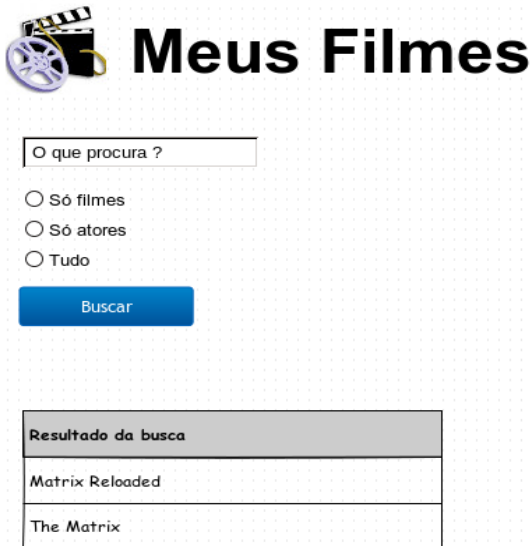 Meus Filmes
O que procura ?
Só filmes
Só atores
Tudo
Buscar
Resultado da busca
Matrix Reloaded
The Matrix